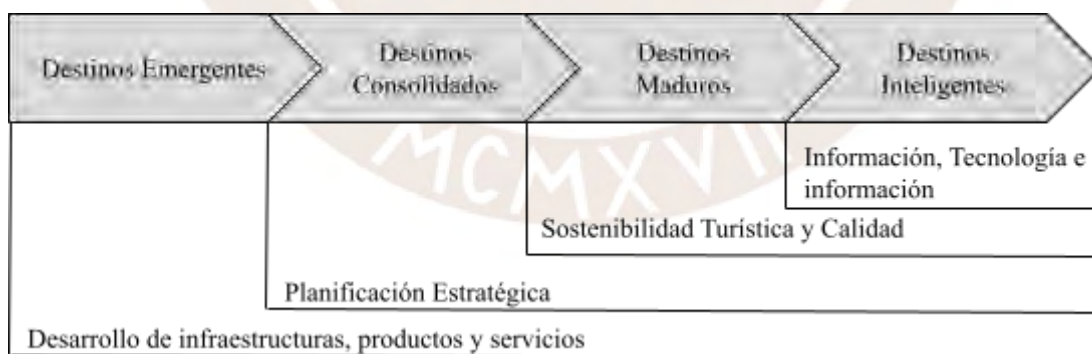 Destinos Emergentes
Destinos
Consolidados
Destinos
Maduros
Destinos
Inteligentes
Información, Tecnología e
información
Sostenibilidad Turística y Calidad
Planificación Estratégica
Desarrollo de infraestructuras, productos y servicios
MCMXVII